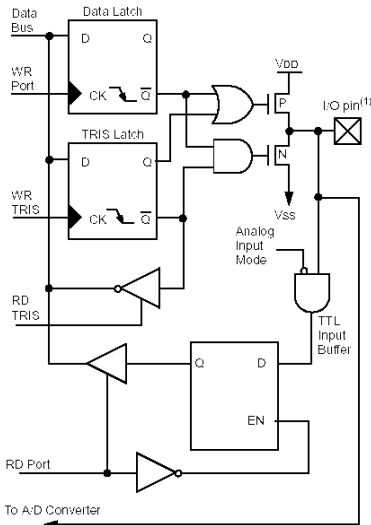 Data
Bus
Data Latch
D
Q
WR
Port
CK
Q
VDD
P
I/O pin(1)
TRIS Latch
D
Q
N
WR
TRIS
CK
Q
VSS
Analog
Input
Mode
RD
TRIS
TTL
Input
Buffer
Q
D
EN
RD Port
To A/D Converter